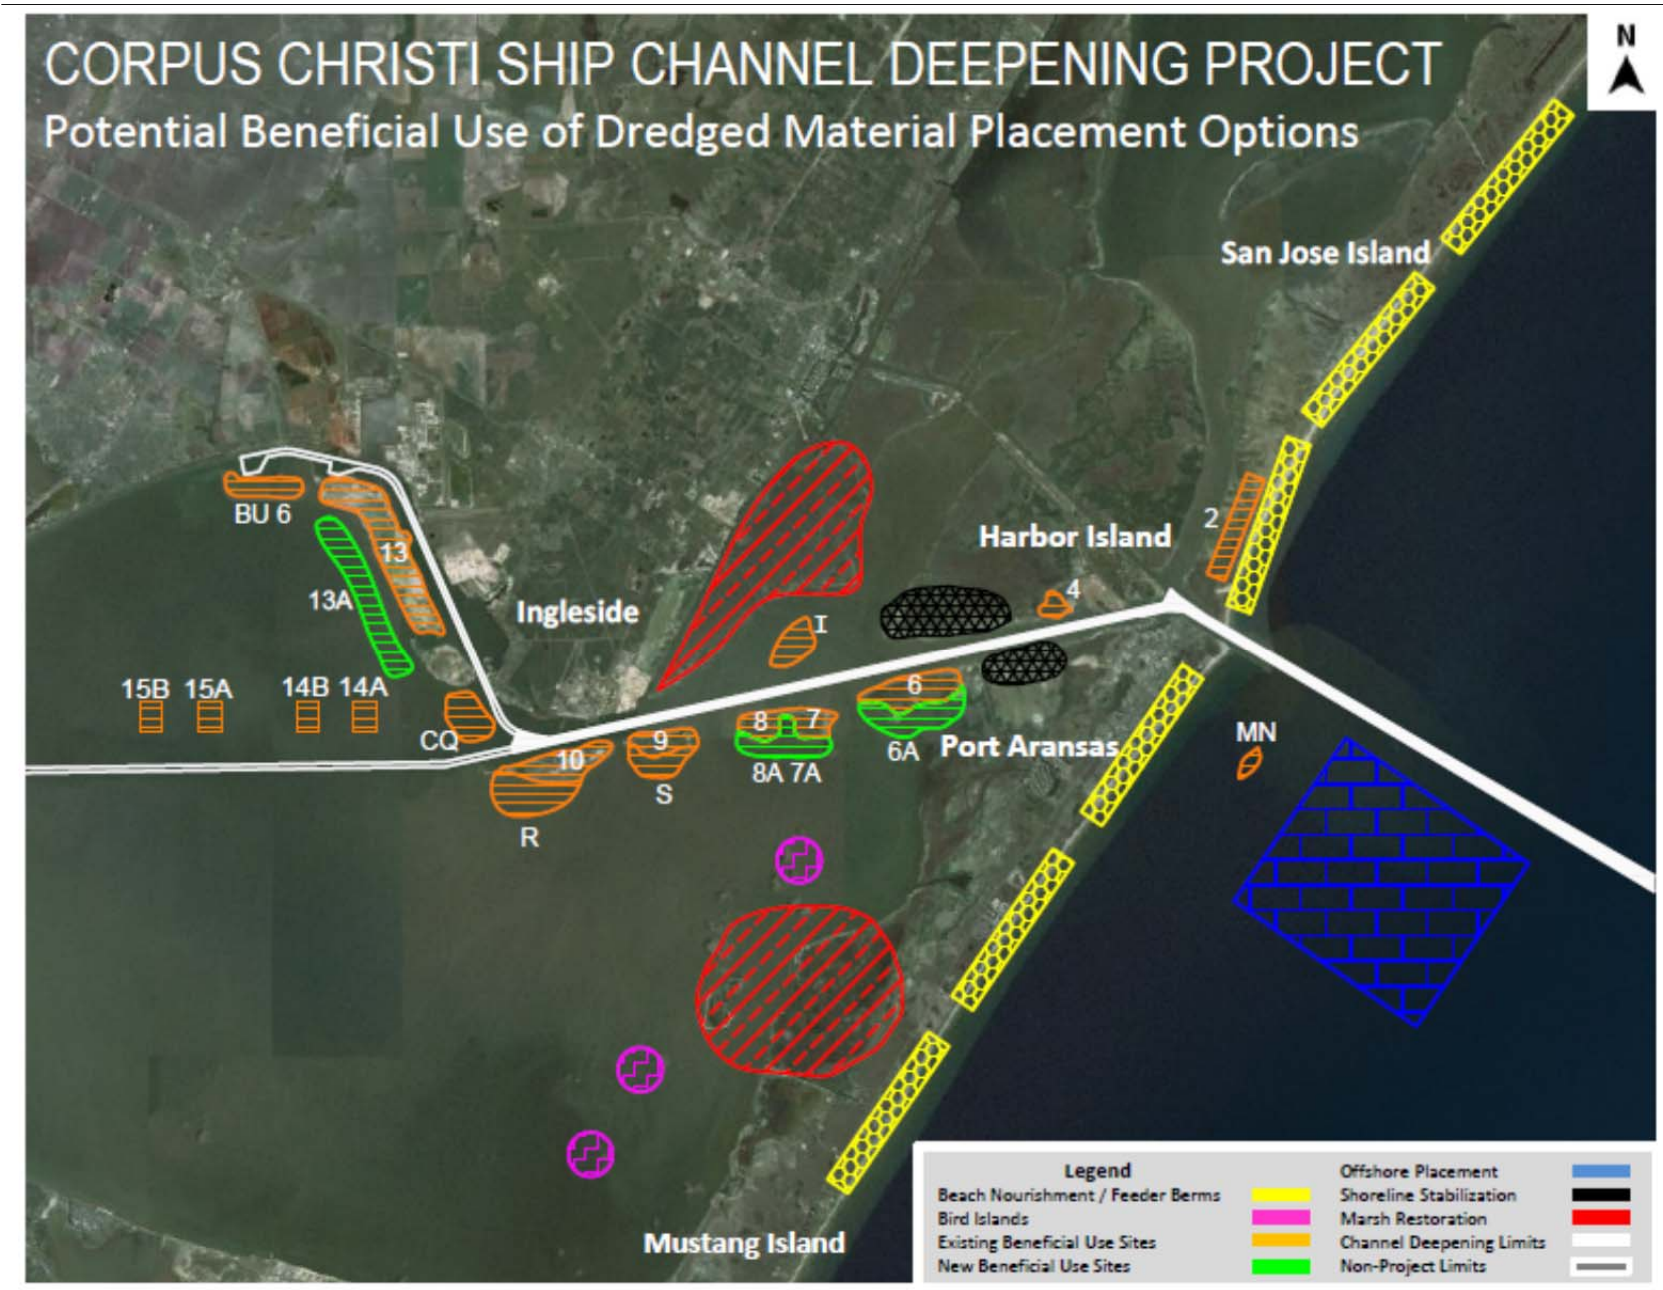 CORPUS CHRISTI SHIP CHANNEL DEEPENING PROJECT
N
Potential Beneficial Use of Dredged Material Placement Options
San Jose Island
BU 6
2
Harbor Island
13
13A
4
Ingleside
I
15B 15A 14B 14A
6
CQ
8 7
9
10
6A
Port Aransas
MN
8A 7A
S
R
Mustang Island
Legend
Beach Nourishment / Feeder Berms
Bird Islands
Existing Beneficial Use Sites
New Beneficial Use Sites
Offshore Placement
Shoreline Stabilization
Marsh Restoration
Channel Deepening Limits
Non-Project Limits